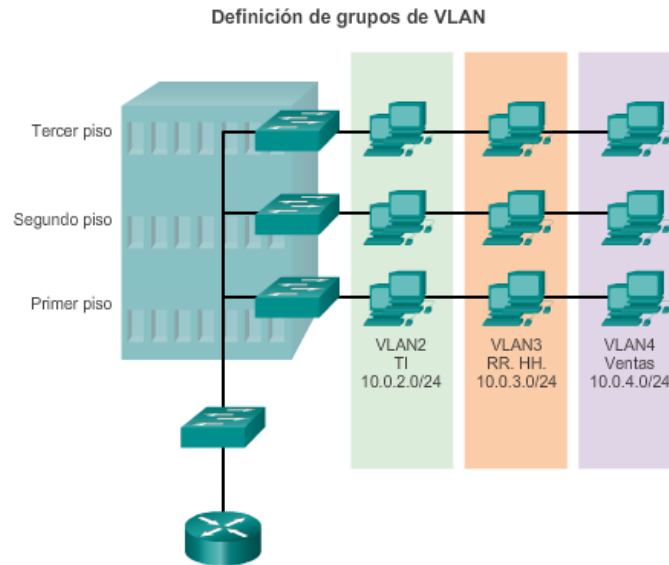 Definición de grupos de VLAN
Tercer piso
Segundo piso
Primer piso
VLAN2
TI
10.0.2.0/24
VLAN3
RR. HH.
10.0.3.0/24
VLAN4
Ventas
10.0.4.0/24